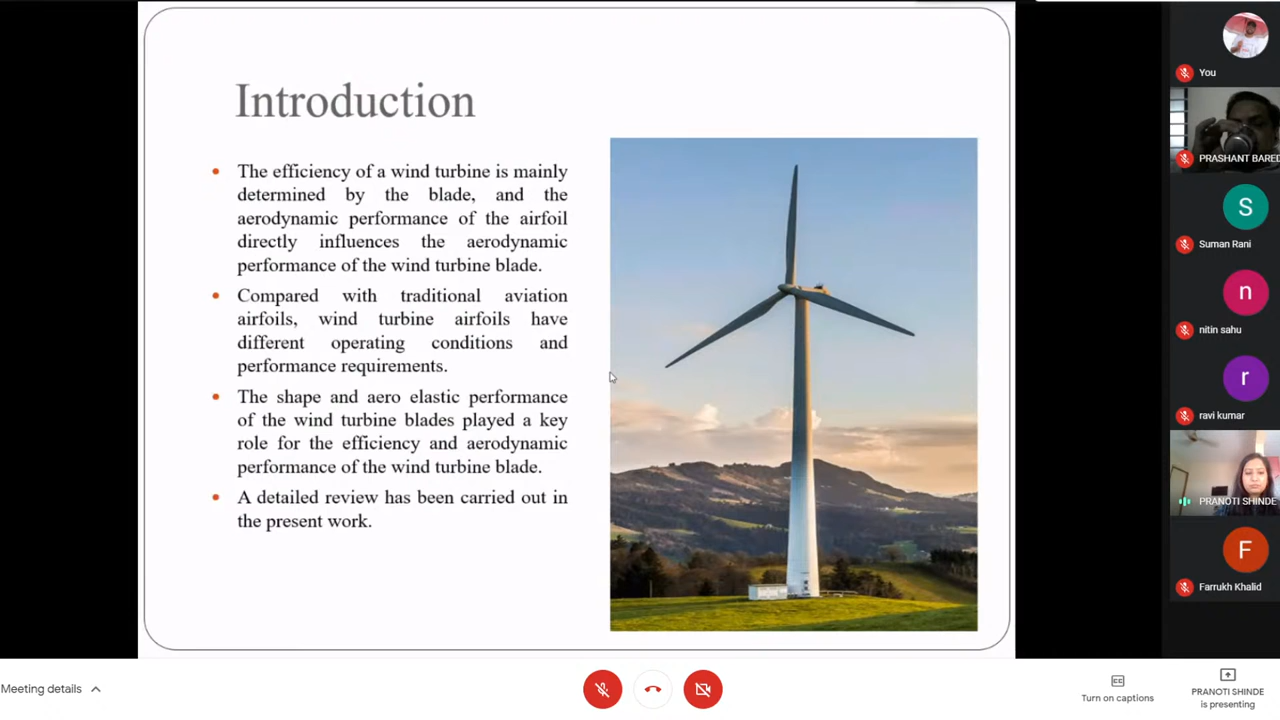 Introduction
The efficiency of a wind turbine is mainly
determined by the blade, and the
aerodynamic performance of the airfoil
directly influences the aerodynamic
performance of the wind turbine blade.
Compared with traditional aviation
airfoils, wind turbine airfoils have
different operating conditions and
performance requirements.
The shape and aero elastic performance
of the wind turbine blades played a key
role for the efficiency and aerodynamic
performance of the wind turbine blade.
A detailed review has been carried out in
the present work.
You
PRASHANT BARED
S
Suman Rani
n
nitin sahu
r
ravi kumar
PRANOTI SHINDE
F
Farrukh Khalid
Meeting details
Turn on captions
PRANOTI SHINDE
is presenting